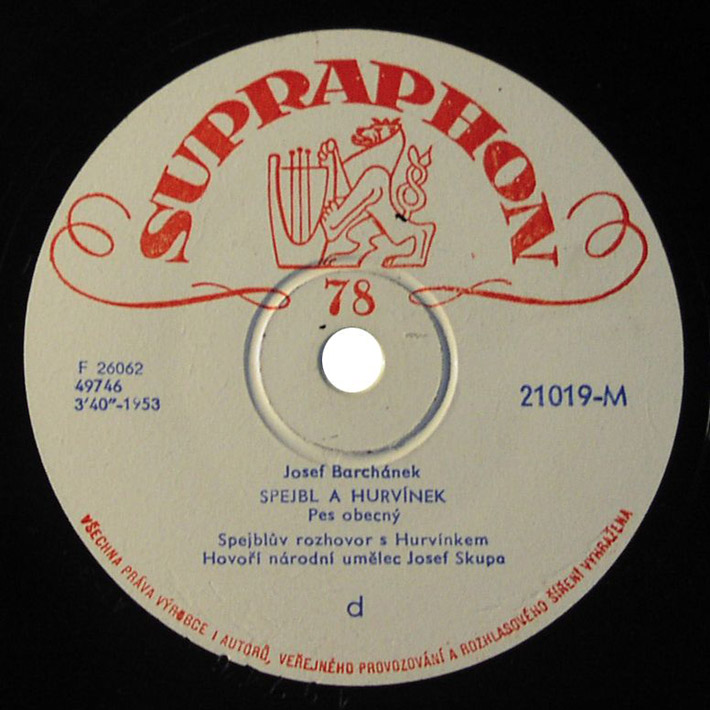 SUPRAPHON
78
F 26062
49746
3'40"-1953
21019-M
Josef Barchánek
SPEJBL A HURVÍNEK
Pes obecný
Spejblův rozhovor s Hurvínkem
Hovoří národní umělec Josef Skupa
d
VŠECHNA PRÁVA VÝROBCE I AUTORŮ, VEŘEJNÉHO PROVOZOVÁNÍ A ROZHLASOVÉHO ŠÍŘENÍ VYHRAŽENA